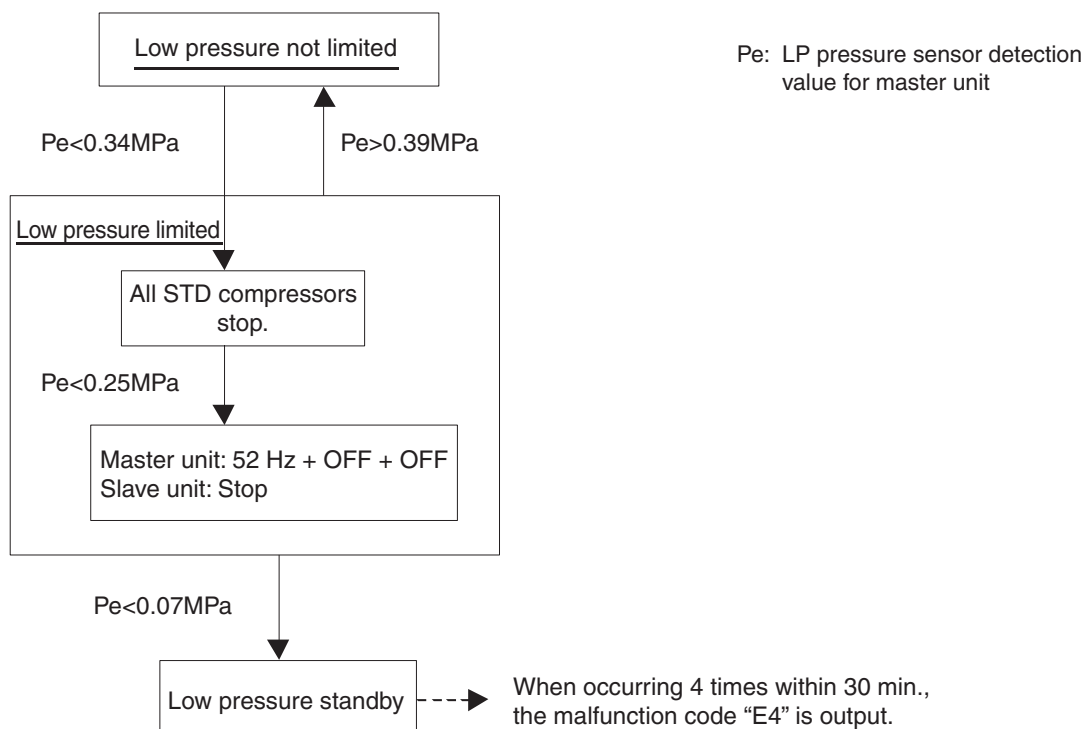 Low pressure not limited
Pe: LP pressure sensor detection
value for master unit
Pe<0.34MPa
Pe>0.39MPa
Low pressure limited
All STD compressors
stop.
Pe<0.25MPa
Master unit: 52 Hz + OFF + OFF
Slave unit: Stop
Pe<0.07MPa
Low pressure standby
When occurring 4 times within 30 min.,
the malfunction code “E4” is output.